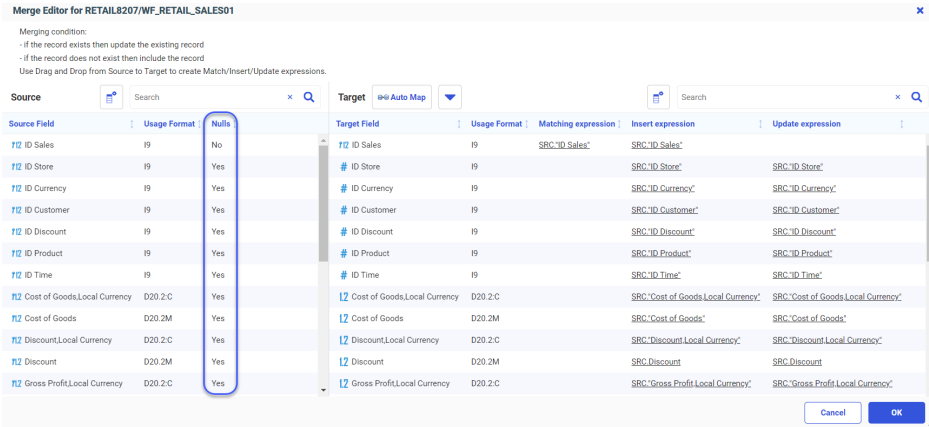 Merge Editor for RETAIL8207/WF_RETAIL_SALES01
Merging condition:
- if the record exists then update the existing record
- if the record does not exist then include the record
Use Drag and Drop from Source to Target to create Match/Insert/Update expressions.
Source Search Target Auto Map Search
Source Field Usage Format Nulls Target Field Usage Format Matching expression Insert expression Update expression
ID Sales I9 No ID Sales I9 SRC."ID Sales" SRC."ID Sales"
ID Store I9 Yes ID Store I9 SRC."ID Store" SRC."ID Store"
ID Currency I9 Yes ID Currency I9 SRC."ID Currency" SRC."ID Currency"
ID Customer I9 Yes ID Customer I9 SRC."ID Customer" SRC."ID Customer"
ID Discount I9 Yes ID Discount I9 SRC."ID Discount" SRC."ID Discount"
ID Product I9 Yes ID Product I9 SRC."ID Product" SRC."ID Product"
ID Time I9 Yes ID Time I9 SRC."ID Time" SRC."ID Time"
Cost of Goods,Local Currency D20.2:C Yes Cost of Goods,Local Currency D20.2:C SRC."Cost of Goods,Local Currency" SRC."Cost of Goods,Local Currency"
Cost of Goods D20.2M Yes Cost of Goods D20.2M SRC."Cost of Goods" SRC."Cost of Goods"
Discount,Local Currency D20.2:C Yes Discount,Local Currency D20.2:C SRC."Discount,Local Currency" SRC."Discount,Local Currency"
Discount D20.2M Yes Discount D20.2M SRC.Discount SRC.Discount
Gross Profit,Local Currency D20.2:C Yes Gross Profit,Local Currency D20.2:C SRC."Gross Profit,Local Currency" SRC."Gross Profit,Local Currency"
Cancel OK